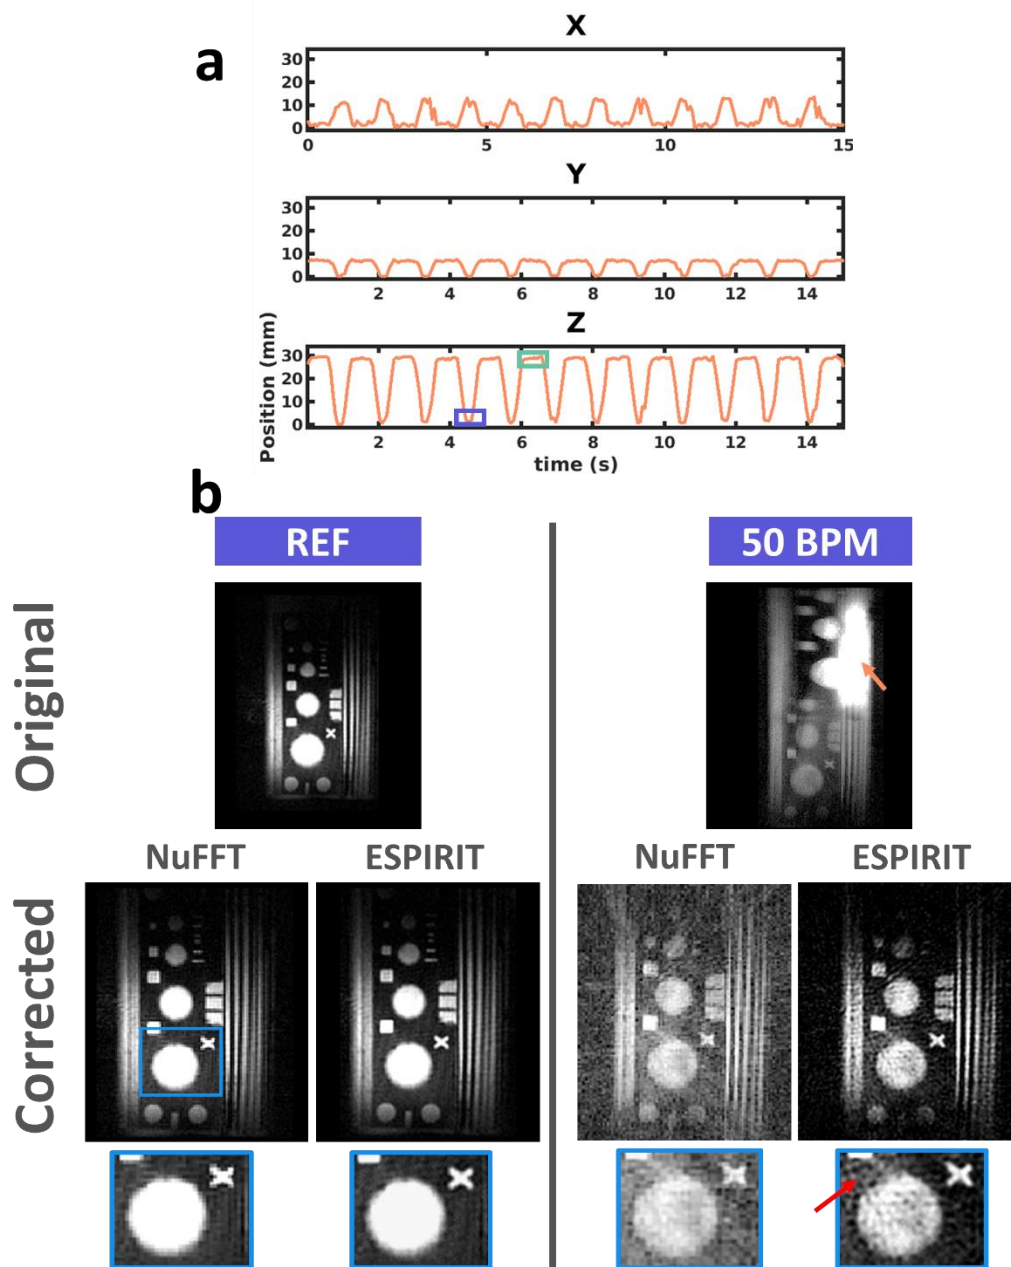 a
X
30
20
10
0
0 5 10 15
Y
30
20
10
0
2 4 6 8 10 12 14
Z
Position (mm)
30
20
10
0
2 4 6 8 10 12 14
time (s)
b
REF
50 BPM
Original
NuFFT ESPIRIT NuFFT ESPIRIT
Corrected